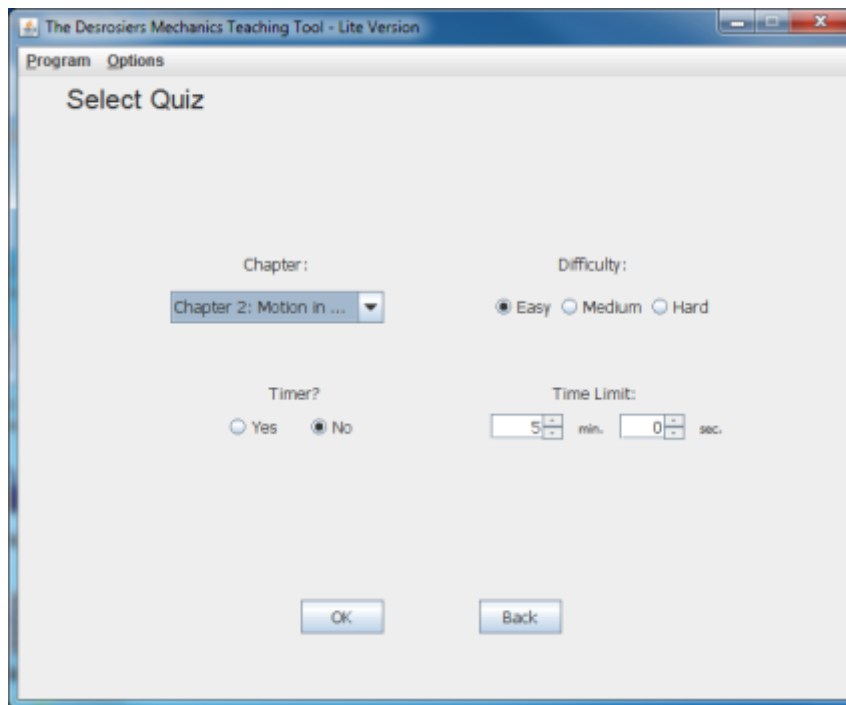 The Desrosiers Mechanics Teaching Tool - Lite Version
Program Options
Select Quiz
Chapter: Difficulty:
Chapter 2: Motion in ... Easy Medium Hard
Timer? Time Limit:
Yes No 5 min. 0 sec.
OK Back